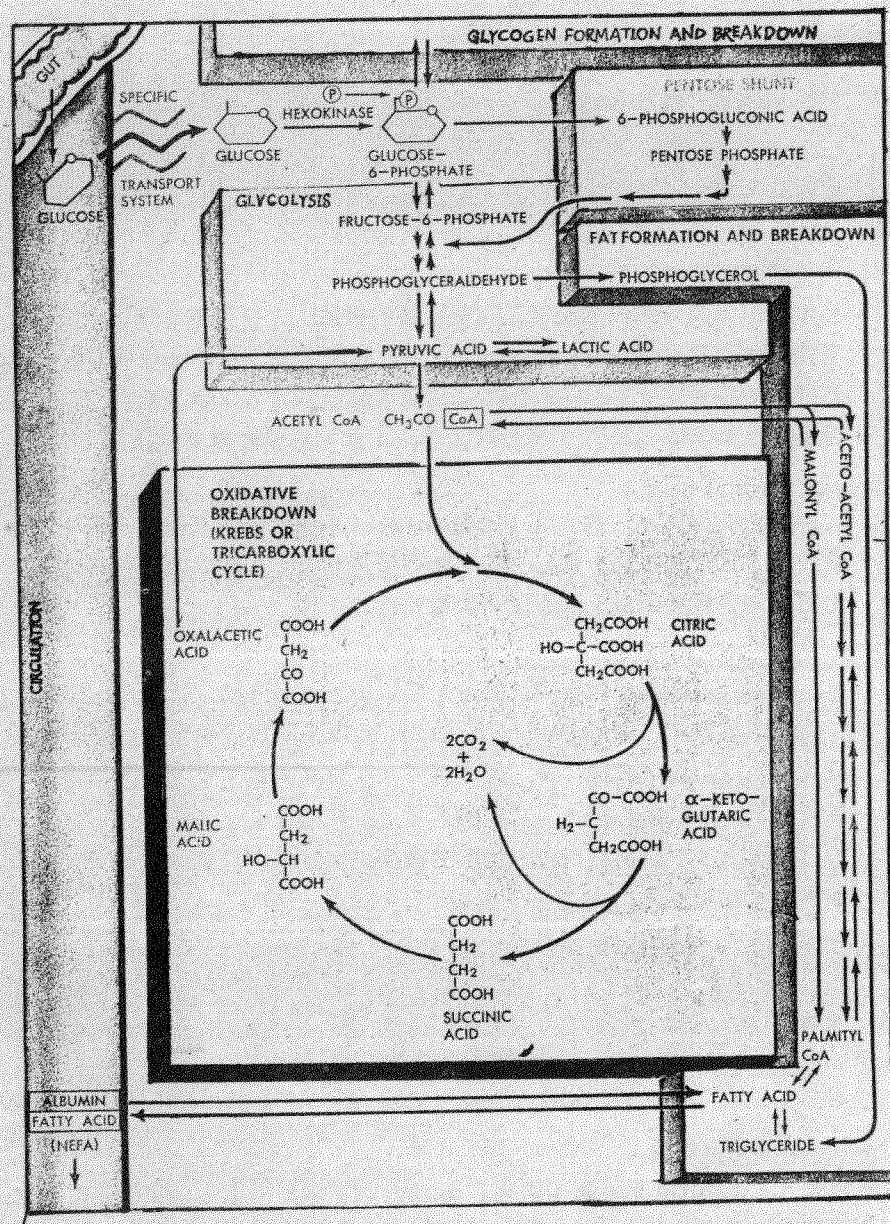 GLYCOGEN FORMATION AND BREAKDOWN
GUT
SPECIFIC
TRANSPORT
SYSTEM
GLUCOSE
GLUCOSE
HEXOKINASE
P
P
GLUCOSE-
6-PHOSPHATE
PENTOSE SHUNT
6-PHOSPHOGLUCONIC ACID
PENTOSE PHOSPHATE
GLYCOLYSIS
FRUCTOSE-6-PHOSPHATE
FAT FORMATION AND BREAKDOWN
PHOSPHOGLYCERALDEHYDE
PHOSPHOGLYCEROL
PYRUVIC ACID
LACTIC ACID
ACETYL CoA CH3CO CoA
MALONYL CoA
ACETO-ACETYL CoA
OXIDATIVE
BREAKDOWN
(KREBS OR
TRICARBOXYLIC
CYCLE)
CIRCULATION
OXALACETIC
ACID
COOH
CH2
CO
COOH
CH2COOH
HO-C-COOH
CH2COOH
CITRIC
ACID
2CO2
+
2H2O
CO-COOH
H2-C
CH2COOH
α-KETO-
GLUTARIC
ACID
MALIC
ACID
COOH
CH2
HO-CH
COOH
COOH
CH2
CH2
COOH
SUCCINIC
ACID
PALMITYL
CoA
ALBUMIN
FATTY ACID
(NEFA)
FATTY ACID
TRIGLYCERIDE